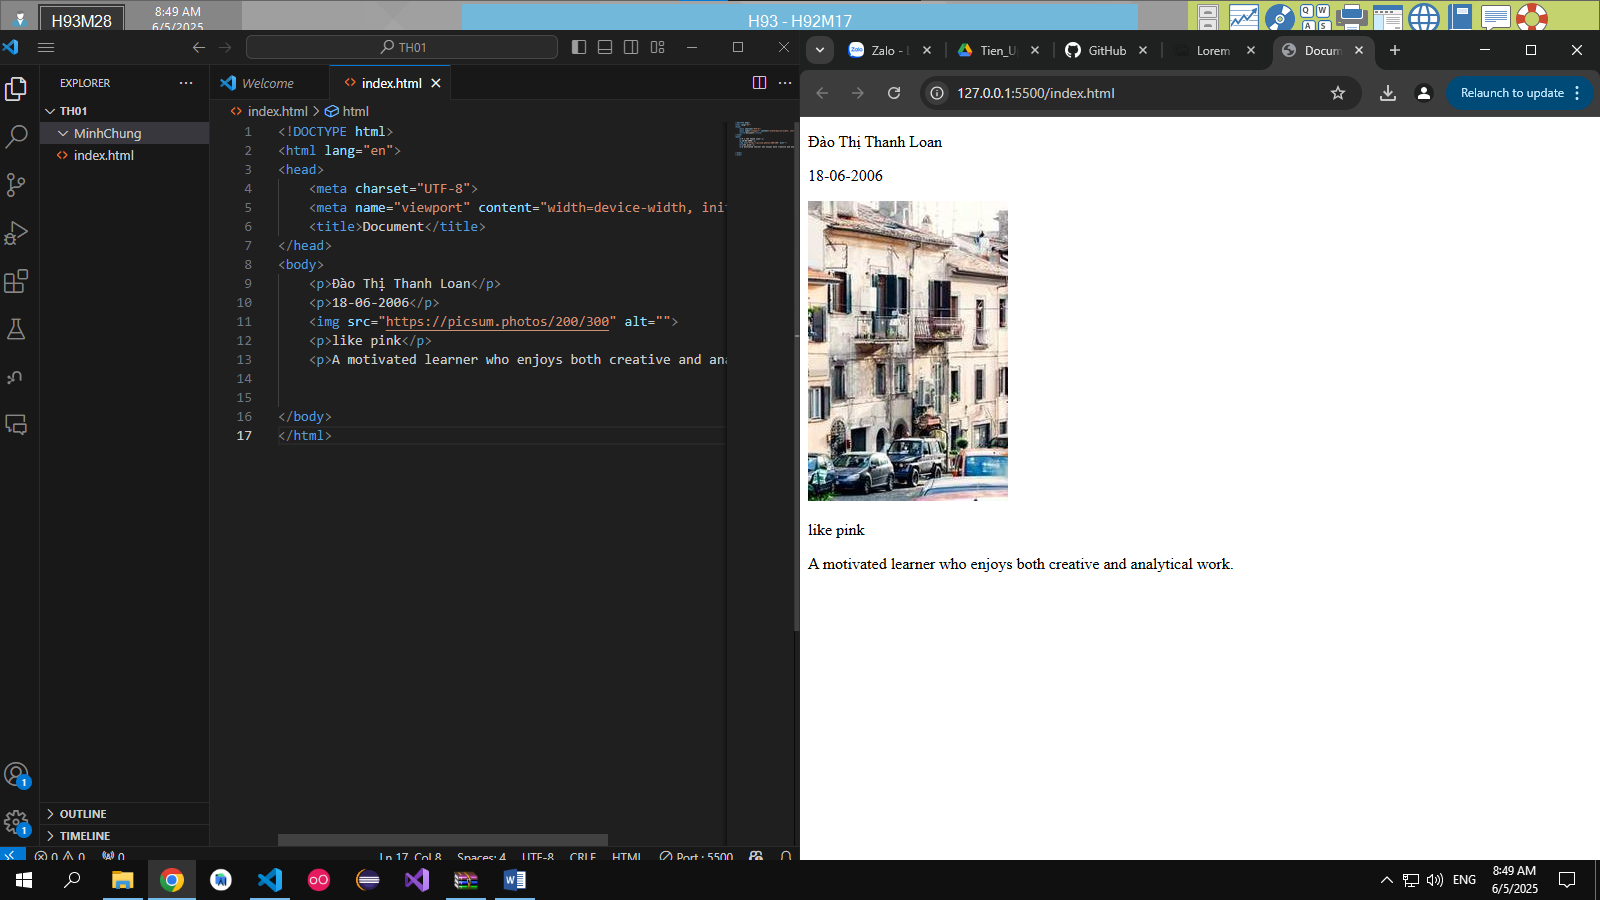 H93M28
8:49 AM
6/5/2025
H93 - H92M17
TH01
EXPLORER
TH01
MinhChung
index.html
Welcome
index.html
index.html
html
1 <!DOCTYPE html>
2 <html lang="en">
3 <head>
4 <meta charset="UTF-8">
5 <meta name="viewport" content="width=device-width,
6 <title>Document</title>
7 </head>
8 <body>
9 <p>Đào Thị Thanh Loan</p>
10 <p>18-06-2006</p>
11 <img src="https://picsum.photos/200/300" alt="">
12 <p>like pink</p>
13 <p>A motivated learner who enjoys both creative and
14
15
16 </body>
17 </html>
1
1
OUTLINE
TIMELINE
0 0 0
Ln 17, Col 8
Spaces: 4
UTF-8
CRLF
HTML
Port : 5500
Zalo -
Tien_U
GitHub
Lorem
Docum
127.0.0.1:5500/index.html
Relaunch to update
Đào Thị Thanh Loan
18-06-2006
like pink
A motivated learner who enjoys both creative and analytical work.
ENG
8:49 AM
6/5/2025